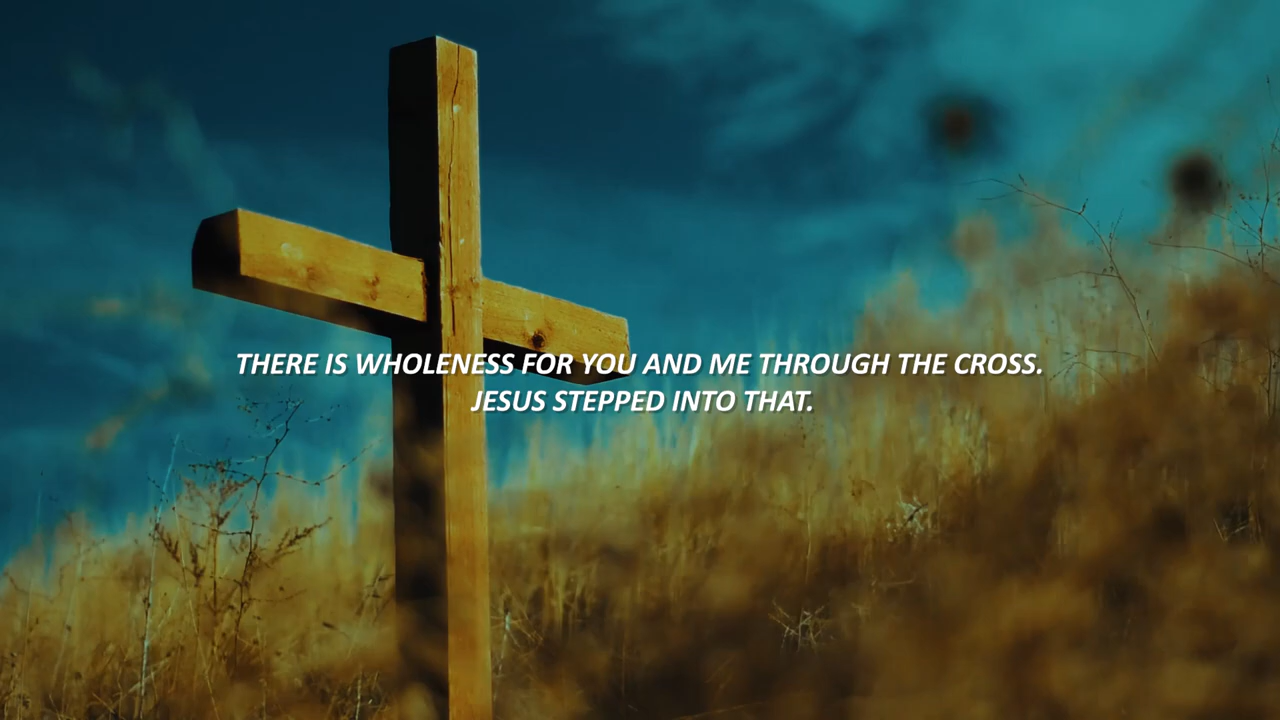 THERE IS WHOLENESS FOR YOU AND ME THROUGH THE CROSS.
JESUS STEPPED INTO THAT.